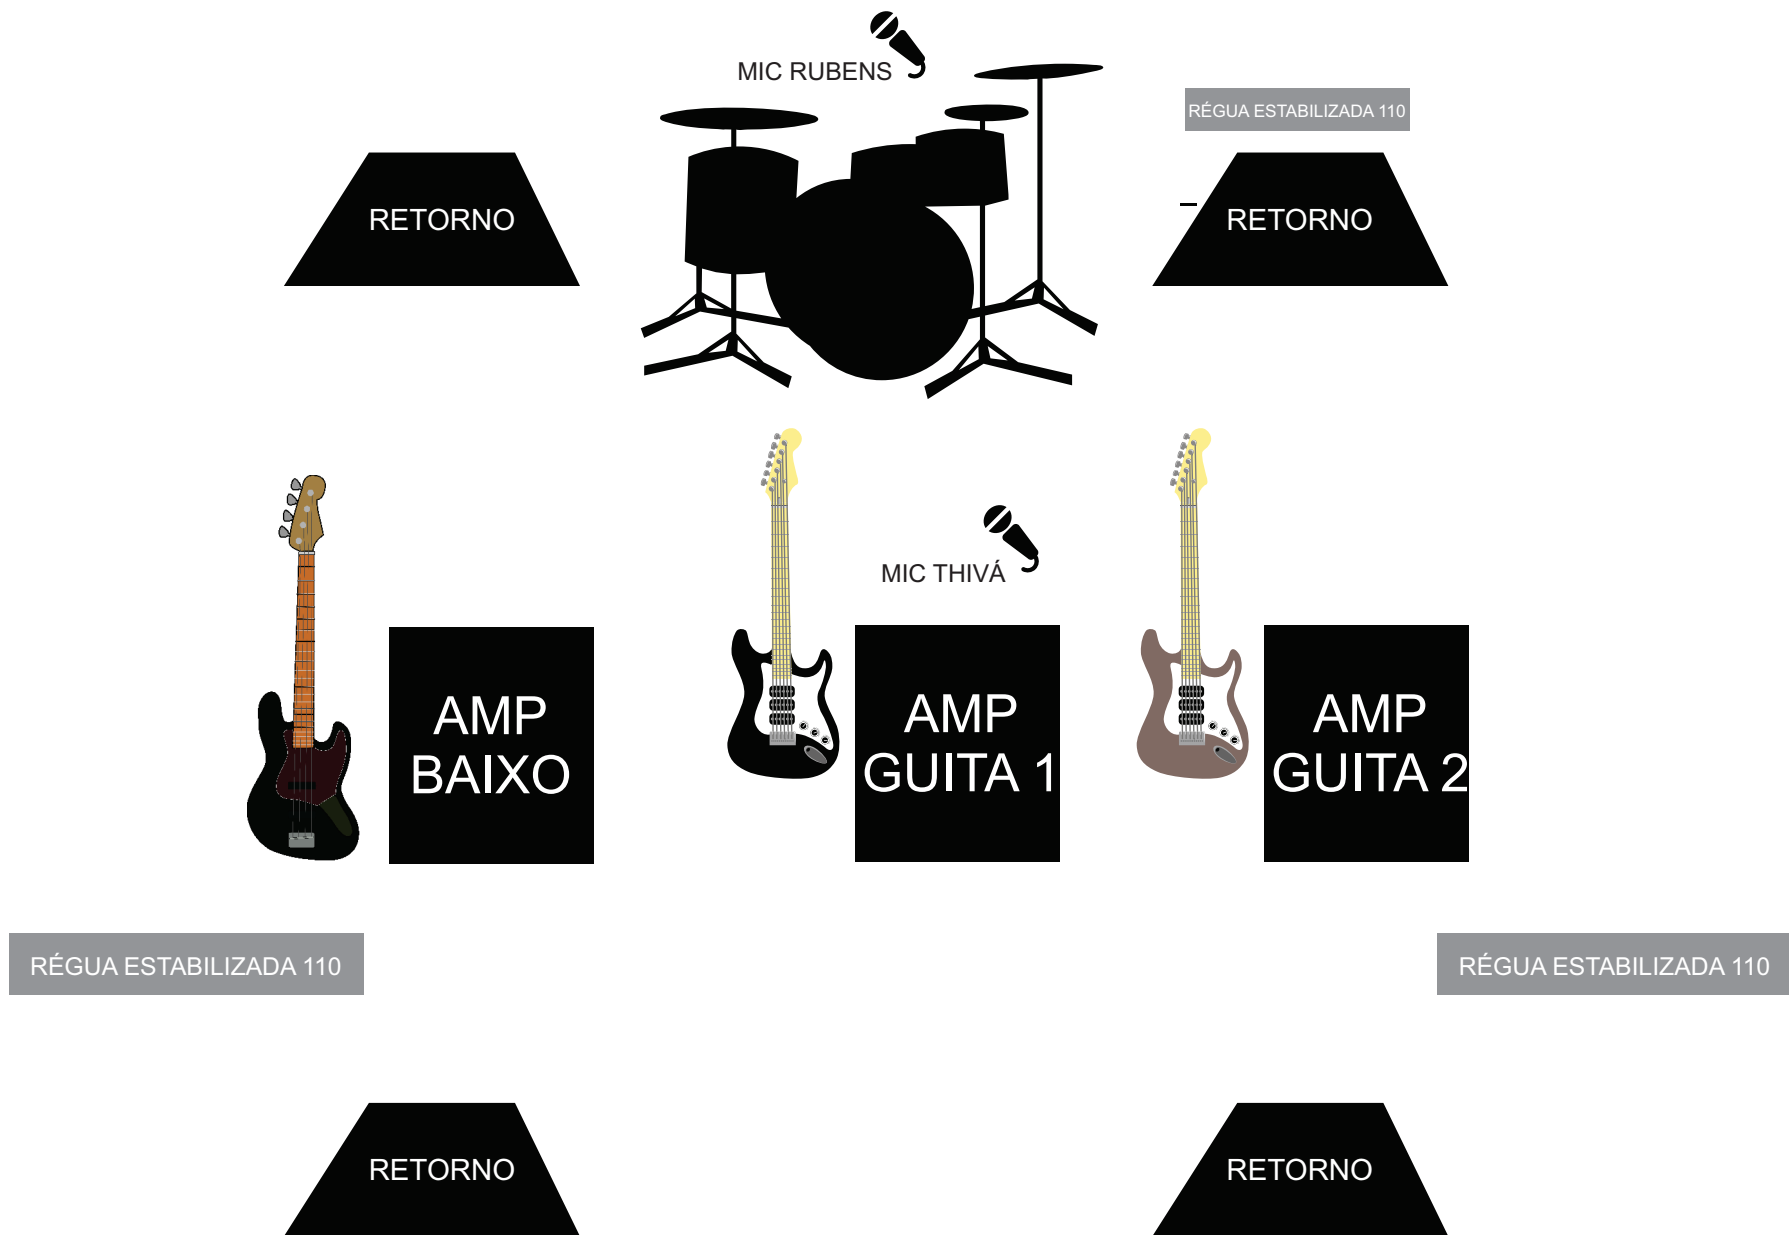 MIC RUBENS
RÉGUA ESTABILIZADA 110
RETORNO
RETORNO
MIC THIVÁ
AMP
BAIXO
AMP
GUITA 1
AMP
GUITA 2
RÉGUA ESTABILIZADA 110
RÉGUA ESTABILIZADA 110
RETORNO
RETORNO